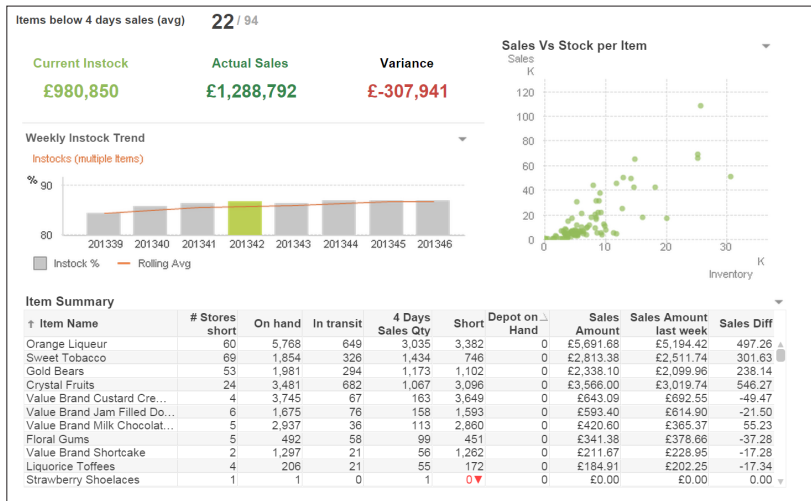 Items below 4 days sales (avg) 22 / 94
Current Instock Actual Sales Variance
£980,850 £1,288,792 £-307,941
Weekly Instock Trend
Instocks (multiple Items)
% 90
80
201339 201340 201341 201342 201343 201344 201345 201346
Instock % Rolling Avg
Sales Vs Stock per Item
Sales
K
120
100
80
60
40
20
0
0 10 20 30
K
Inventory
Item Summary
Item Name # Stores short On hand In transit 4 Days Sales Qty Short Depot on Hand Sales Amount Sales Amount last week Sales Diff
Orange Liqueur 60 5,768 649 3,035 3,382 0 £5,691.68 £5,194.42 497.26
Sweet Tobacco 69 1,854 326 1,434 746 0 £2,813.38 £2,511.74 301.63
Gold Bears 53 1,981 294 1,173 1,102 0 £2,338.10 £2,099.96 238.14
Crystal Fruits 24 3,481 682 1,067 3,096 0 £3,566.00 £3,019.74 546.27
Value Brand Custard Cre... 4 3,745 67 163 3,649 0 £643.09 £692.55 -49.47
Value Brand Jam Filled Do... 6 1,675 76 158 1,593 0 £593.40 £614.90 -21.50
Value Brand Milk Chocolat... 5 2,937 36 113 2,860 0 £420.60 £365.37 55.23
Floral Gums 5 492 58 99 451 0 £341.38 £378.66 -37.28
Value Brand Shortcake 2 1,297 21 56 1,262 0 £211.67 £228.95 -17.28
Liquorice Toffees 4 206 21 55 172 0 £184.91 £202.25 -17.34
Strawberry Shoelaces 1 1 0 1 0 0 £0.00 £0.00 0.00